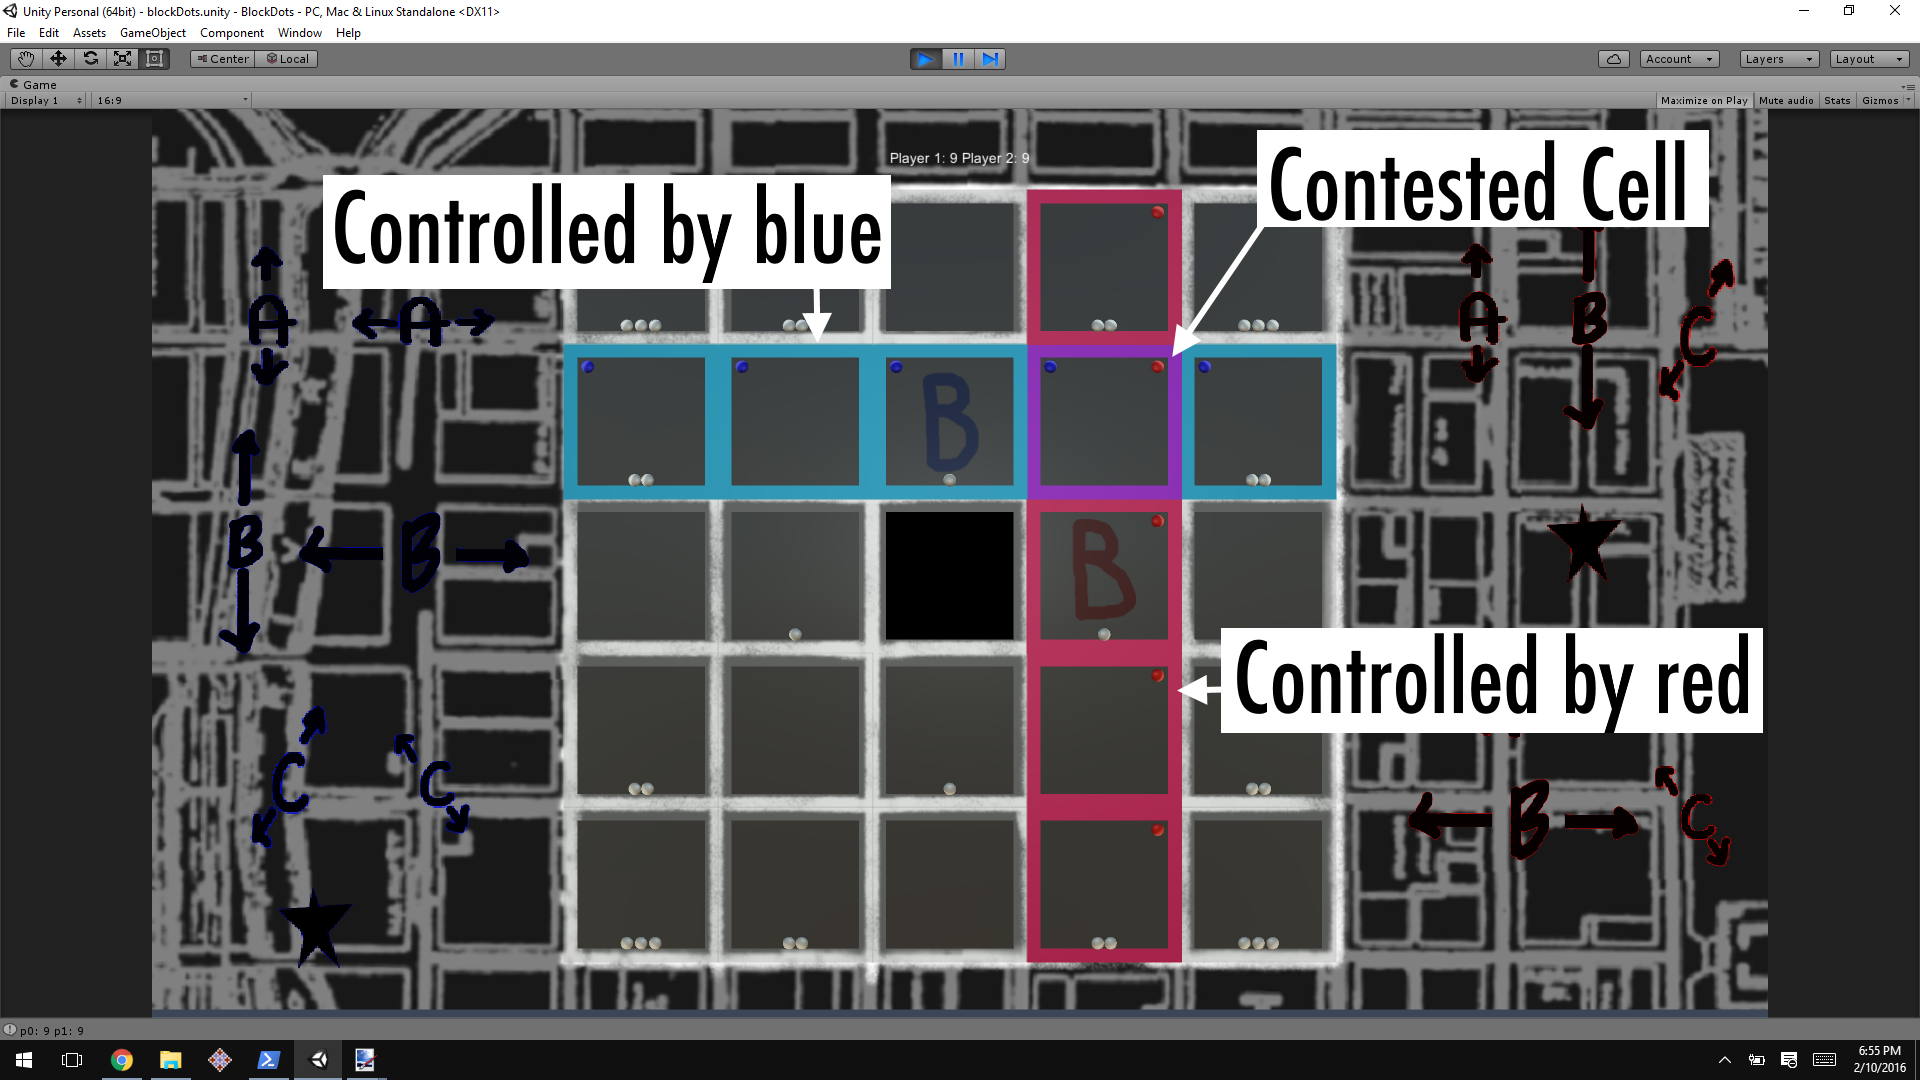 Unity Personal (64bit) - blockDots.unity - BlockDots - PC, Mac & Linux Standalone <DX11>
File Edit Assets GameObject Component Window Help
Center Local Account Layers Layout
Game
Display 1 16:9 Maximize on Play Mute audio Stats Gizmos
Player 1: 9 Player 2: 9
Contested Cell
Controlled by blue
A A A B C
B
B B B
Controlled by red
C C B C
p0: 9 p1: 9
6:55 PM
2/10/2016